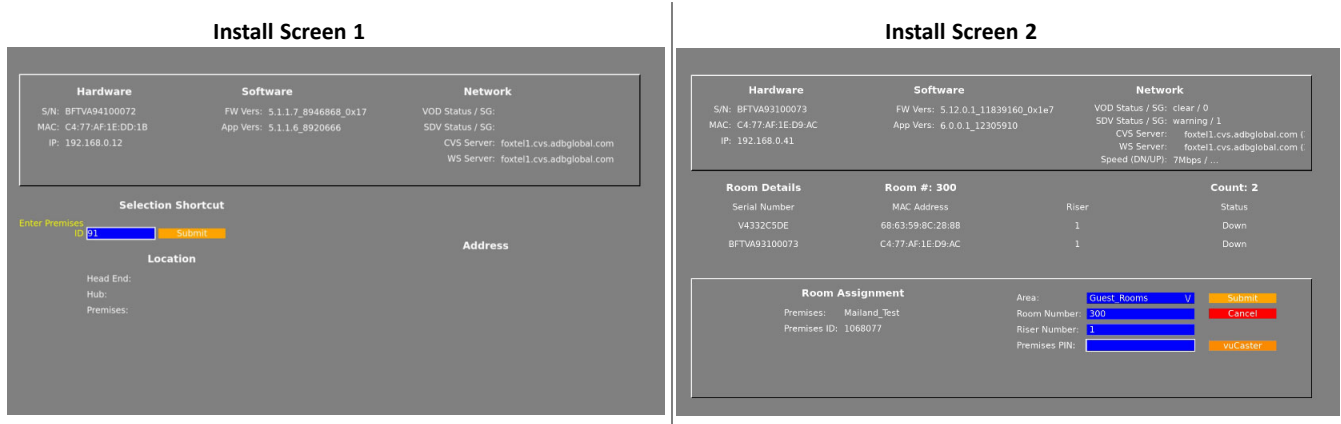 Install Screen 1
Hardware Software Network
S/N: BFTVA94100072 FW Vers: 5.1.1.7_8946868_0x17 VOD Status / SG:
MAC: C4:77:AF:1E:DD:1B App Vers: 5.1.1.6_8920666 SDV Status / SG:
IP: 192.168.0.12 CVS Server: foxtel1.cvs.adbglobal.com
WS Server: foxtel1.cvs.adbglobal.com
Selection Shortcut
Enter Premises
ID 91 Submit
Address
Location
Head End:
Hub:
Premises:
Install Screen 2
Hardware Software Network
S/N: BFTVA93100073 FW Vers: 5.12.0.1_11839160_0x1e7 VOD Status / SG: clear / 0
MAC: C4:77:AF:1E:D9:AC App Vers: 6.0.0.1_12305910 SDV Status / SG: warning / 1
IP: 192.168.0.41 CVS Server: foxtel1.cvs.adbglobal.com (
WS Server: foxtel1.cvs.adbglobal.com (
Speed (DN/UP): 7Mbps / ...
Room Details Room #: 300 Count: 2
Serial Number MAC Address Riser Status
V4332C5DE 68:63:59:8C:28:88 1 Down
BFTVA93100073 C4:77:AF:1E:D9:AC 1 Down
Room Assignment Area: Guest_Rooms V Submit
Premises: Mailand_Test Room Number: 300 Cancel
Premises ID: 1068077 Riser Number: 1
Premises PIN: vuCaster